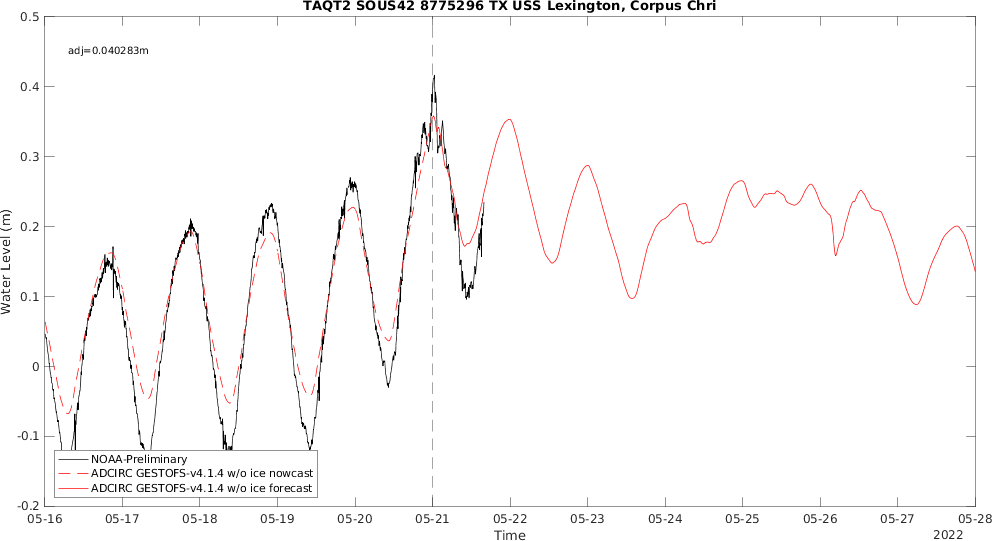 TAQT2 SOUS42 8775296 TX USS Lexington, Corpus Chri
adj=0.040283m
Water Level (m)
0.5
0.4
0.3
0.2
0.1
0
-0.1
-0.2
NOAA-Preliminary
ADCIRC GESTOFS-v4.1.4 w/o ice nowcast
ADCIRC GESTOFS-v4.1.4 w/o ice forecast
05-16 05-17 05-18 05-19 05-20 05-21 05-22 05-23 05-24 05-25 05-26 05-27 05-28
Time
2022